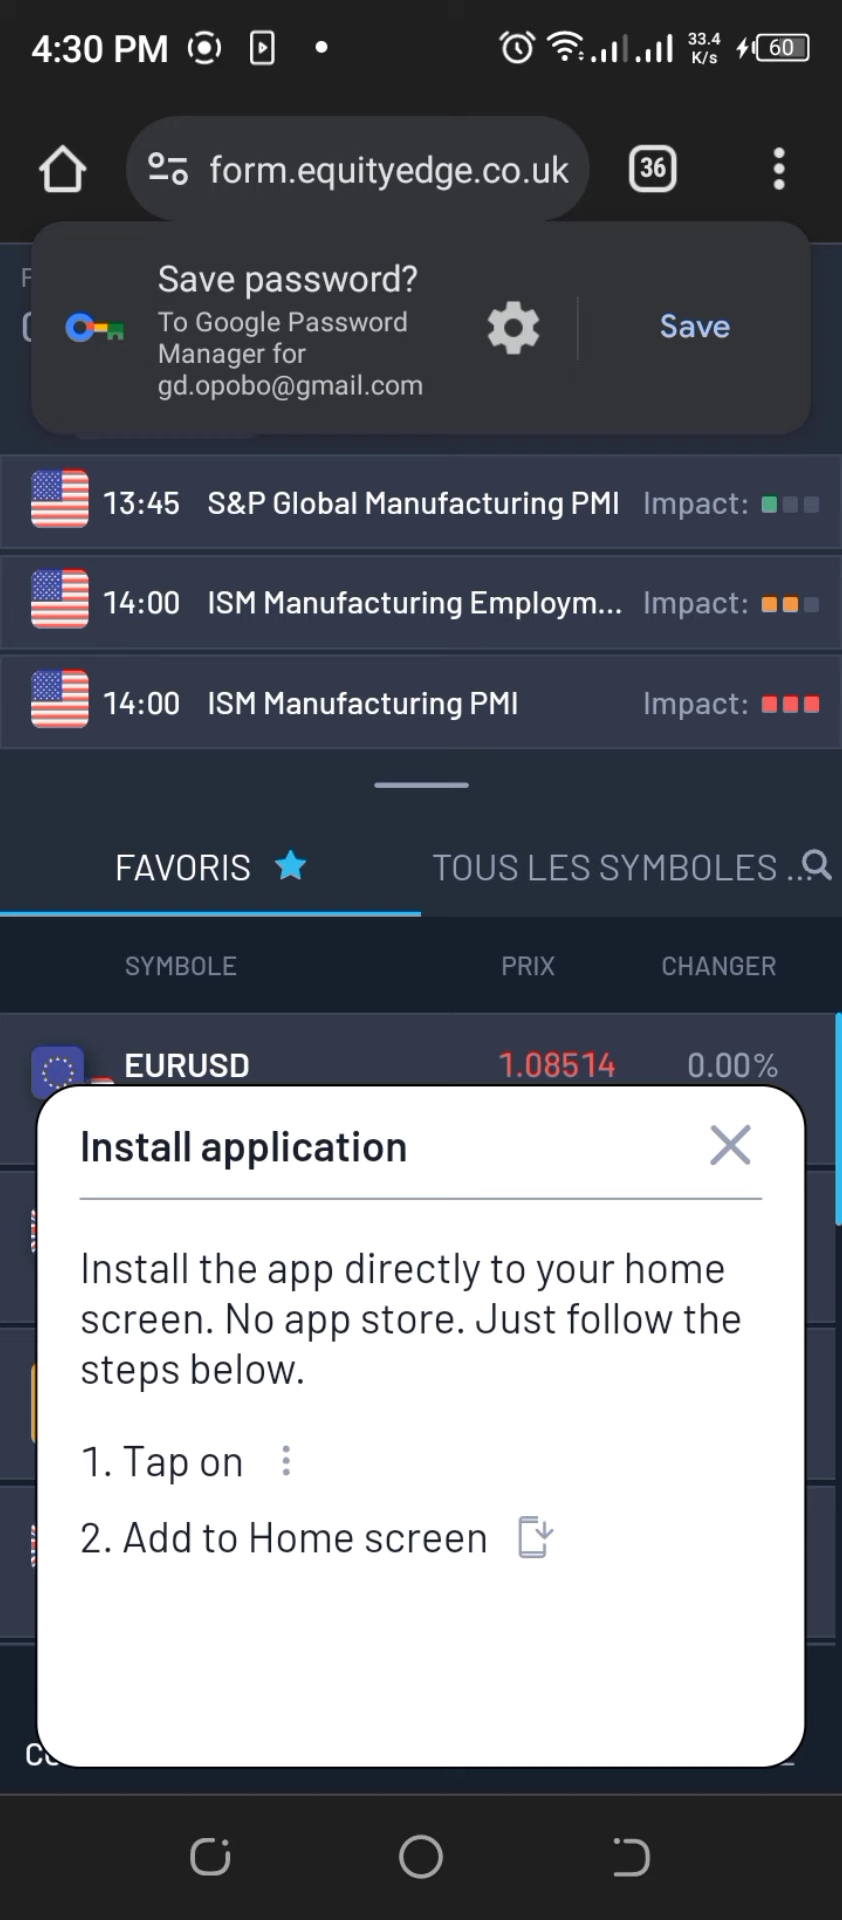 4:30 PM
33.4
K/s
60
form.equityedge.co.uk
36
Save password?
To Google Password
Manager for
gd.opobo@gmail.com
Save
13:45 S&P Global Manufacturing PMI Impact:
14:00 ISM Manufacturing Employm... Impact:
14:00 ISM Manufacturing PMI Impact:
FAVORIS TOUS LES SYMBOLES ...
SYMBOLE PRIX CHANGER
EURUSD 1.08514 0.00%
Install application
Install the app directly to your home
screen. No app store. Just follow the
steps below.
1. Tap on
2. Add to Home screen